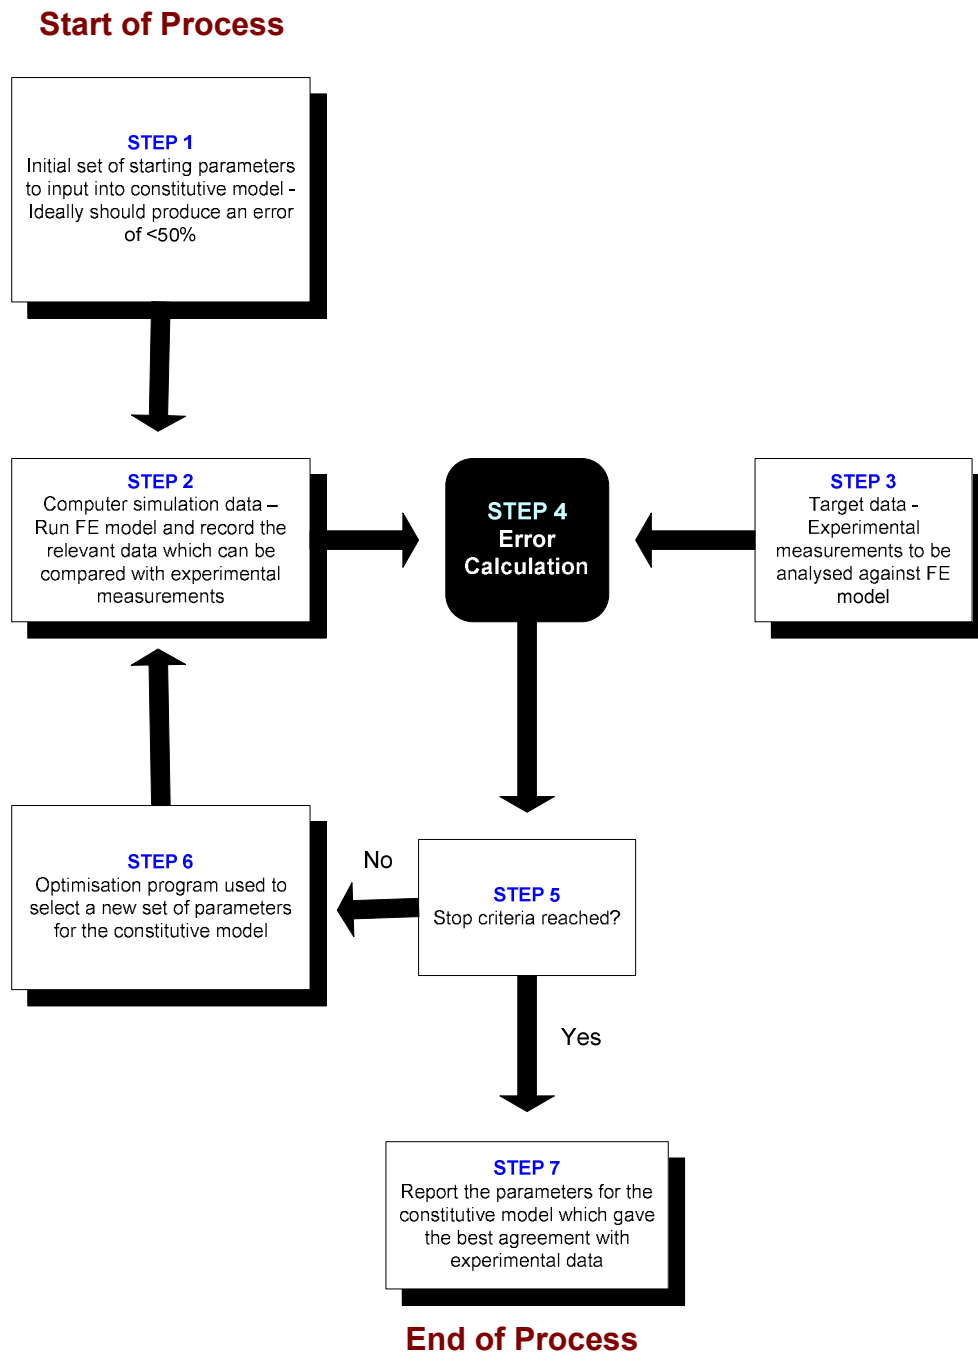 Start of Process
STEP 1
Initial set of starting parameters
to input into constitutive model -
Ideally should produce an error
of <50%
STEP 2
Computer simulation data –
Run FE model and record the
relevant data which can be
compared with experimental
measurements
STEP 4
Error
Calculation
STEP 3
Target data -
Experimental
measurements to be
analysed against FE
model
STEP 6
Optimisation program used to
select a new set of parameters
for the constitutive model
No
STEP 5
Stop criteria reached?
Yes
STEP 7
Report the parameters for the
constitutive model which gave
the best agreement with
experimental data
End of Process